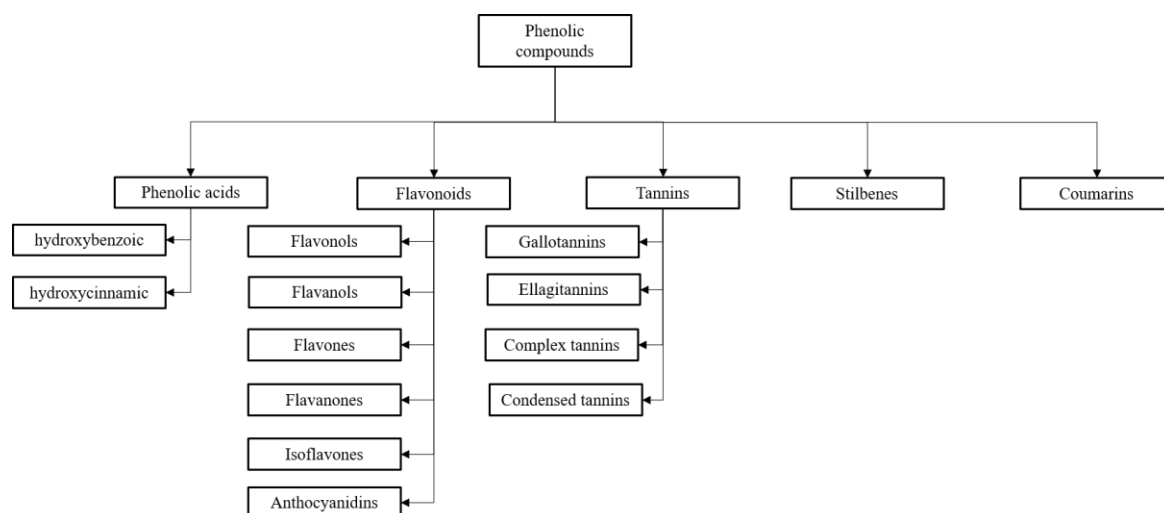 Phenolic
compounds
Phenolic acids
Flavonoids
Tannins
Stilbenes
Coumarins
hydroxybenzoic
hydroxycinnamic
Flavonols
Flavanols
Flavones
Flavanones
Isoflavones
Anthocyanidins
Gallotannins
Ellagitannins
Complex tannins
Condensed tannins